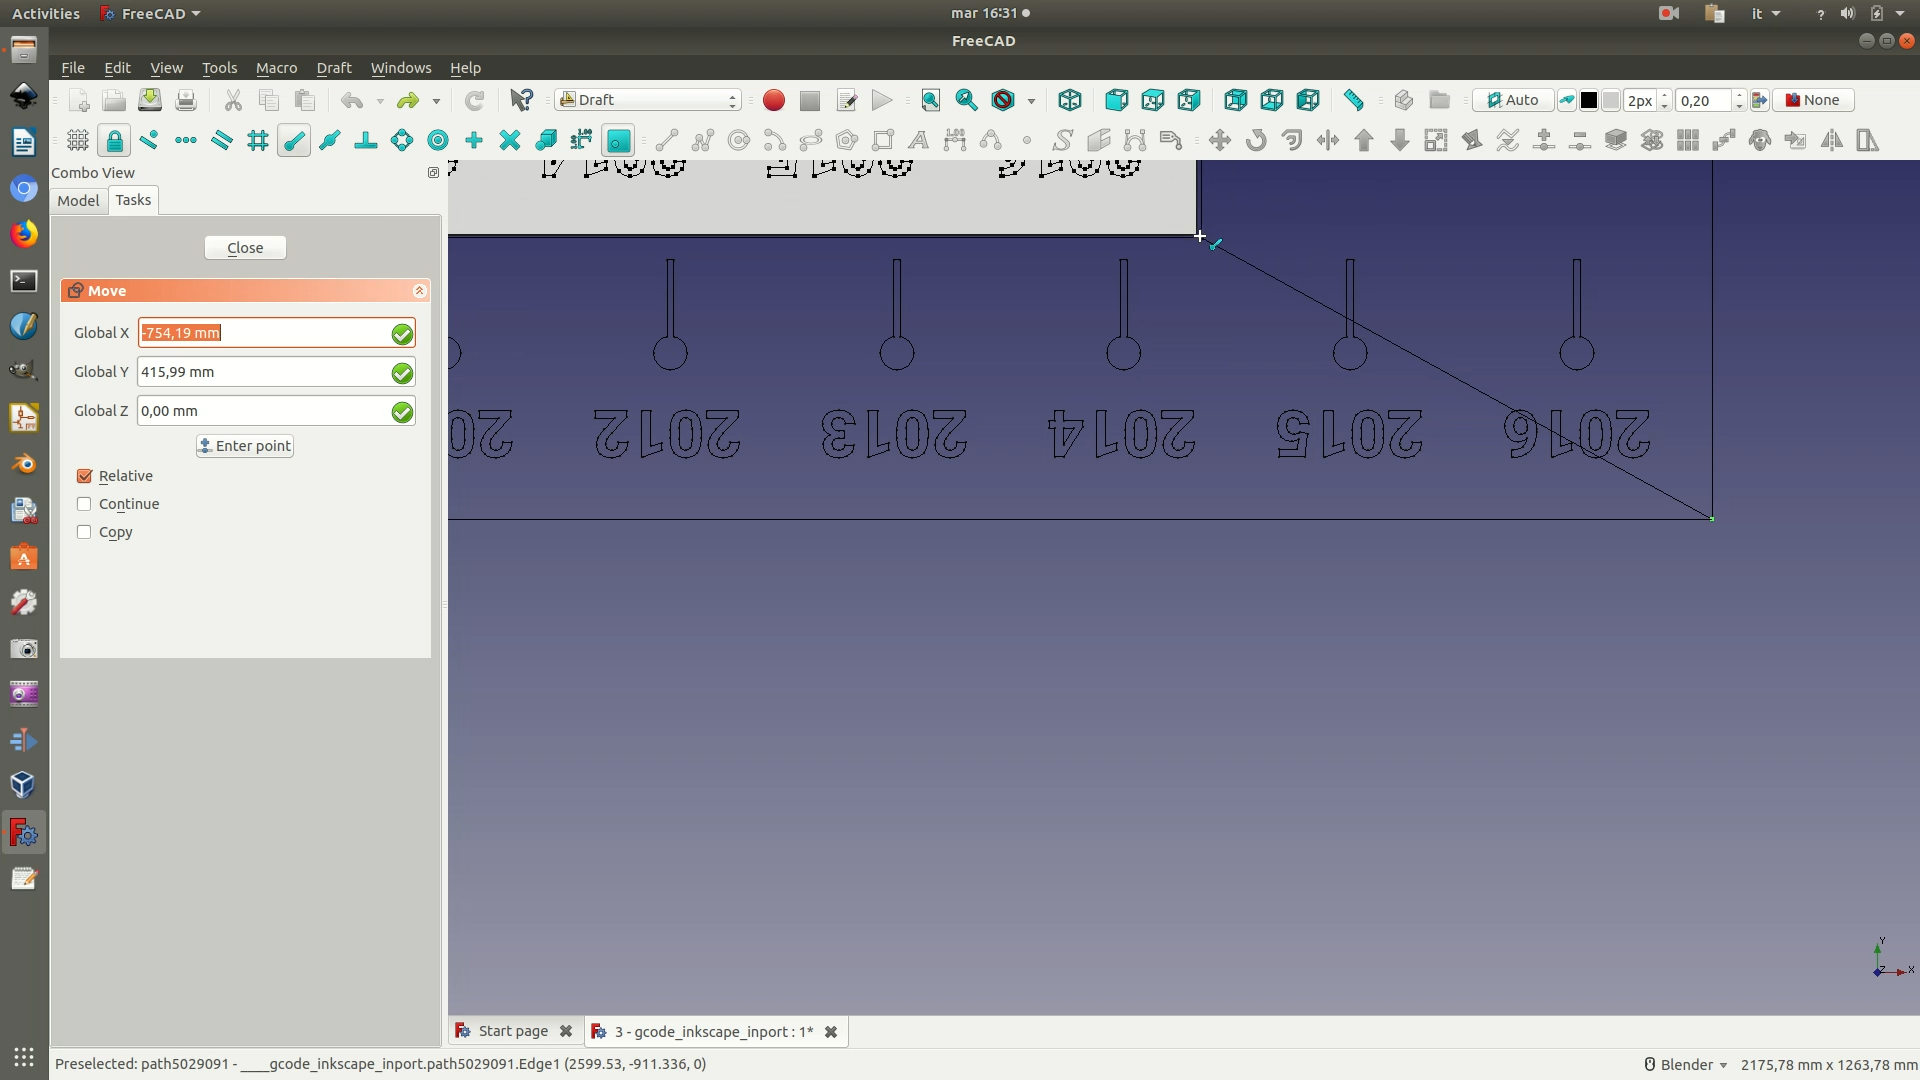 Activities FreeCAD mar 16:31 it ?
FreeCAD
File Edit View Tools Macro Draft Windows Help
Draft Auto 2px 0,20 None
Combo View
Model Tasks
Close
Move
Global X -754,19 mm
Global Y 415,99 mm
Global Z 0,00 mm
Enter point
Relative
Continue
Copy
2012 2013 2014 2015 2016
Y
Z X
Start page 3 - gcode_inkscape_inport : 1*
Preselected: path5029091 - ____gcode_inkscape_inport.path5029091.Edge1 (2599.53, -911.336, 0) Blender 2175,78 mm x 1263,78 mm